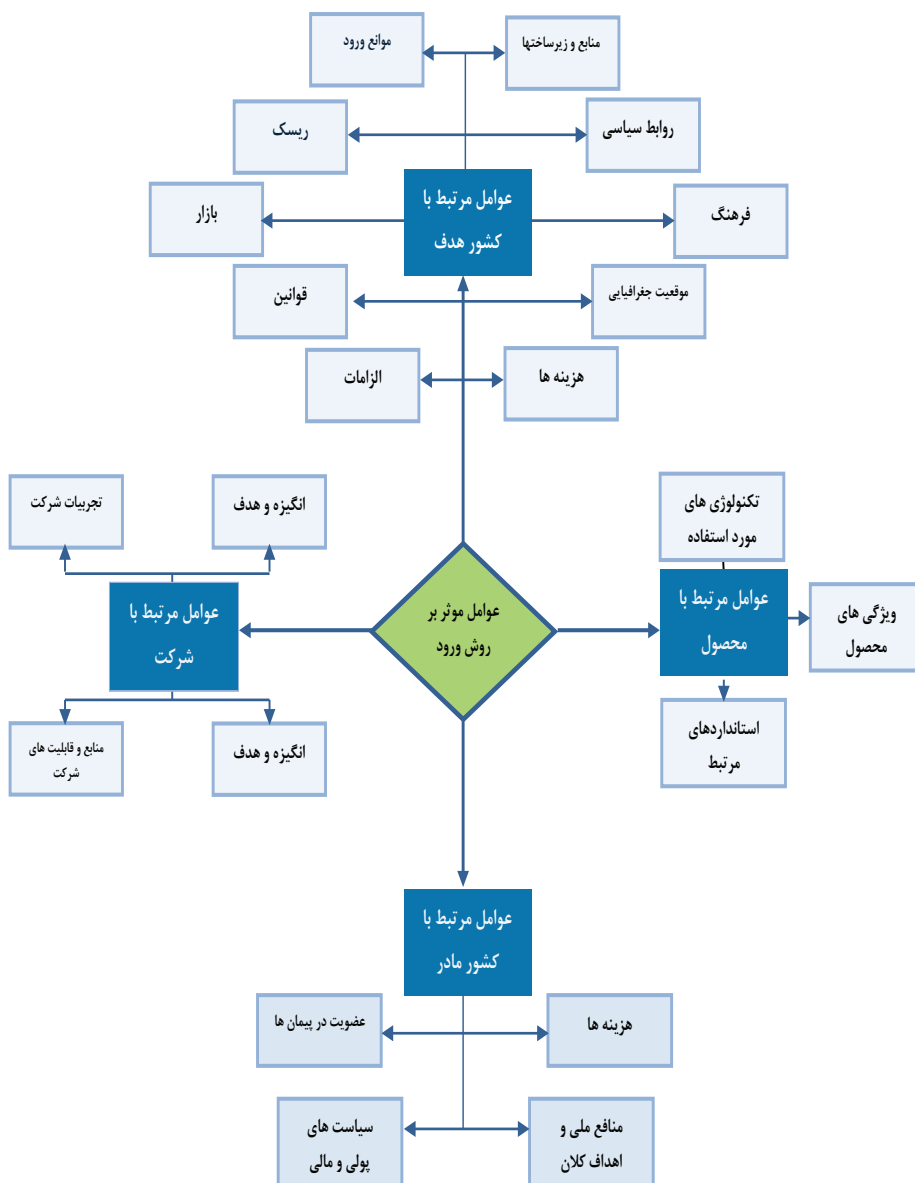 منابع و زیرساختها
موانع ورود
روابط سیاسی
ریسک
عوامل مرتبط با
کشور هدف
فرهنگ
بازار
موقعیت جغرافیایی
قوانین
هزینه ها
الزامات
تکنولوژی های
مورد استفاده
انگیزه و هدف
تجربیات شرکت
عوامل مرتبط با
محصول
ویژگی های
محصول
عوامل موثر بر
روش ورود
عوامل مرتبط با
شرکت
استانداردهای
مرتبط
انگیزه و هدف
منابع و قابلیت های
شرکت
عوامل مرتبط با
کشور مادر
هزینه ها
عضویت در پیمان ها
منافع ملی و
اهداف کلان
سیاست های
پولی و مالی